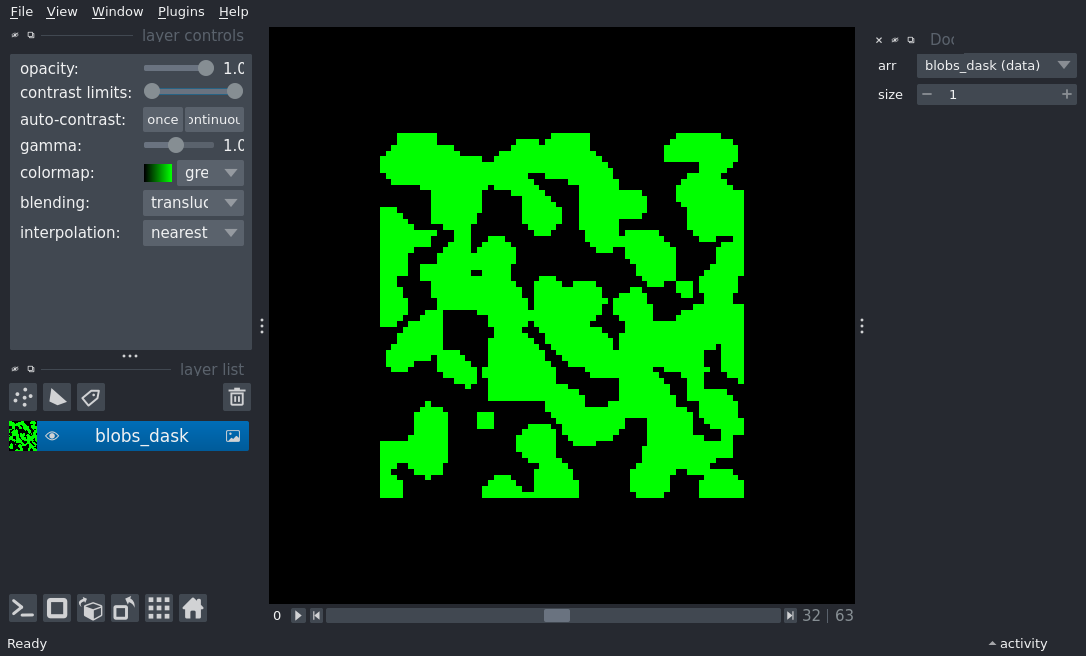 File View Window Plugins Help
layer controls
opacity: 1.0
contrast limits:
auto-contrast: once ontinuou
gamma: 1.0
colormap: gre
blending: transluc
interpolation: nearest
layer list
blobs_dask
0 32 | 63
Ready
Doc
arr blobs_dask (data)
size 1
activity